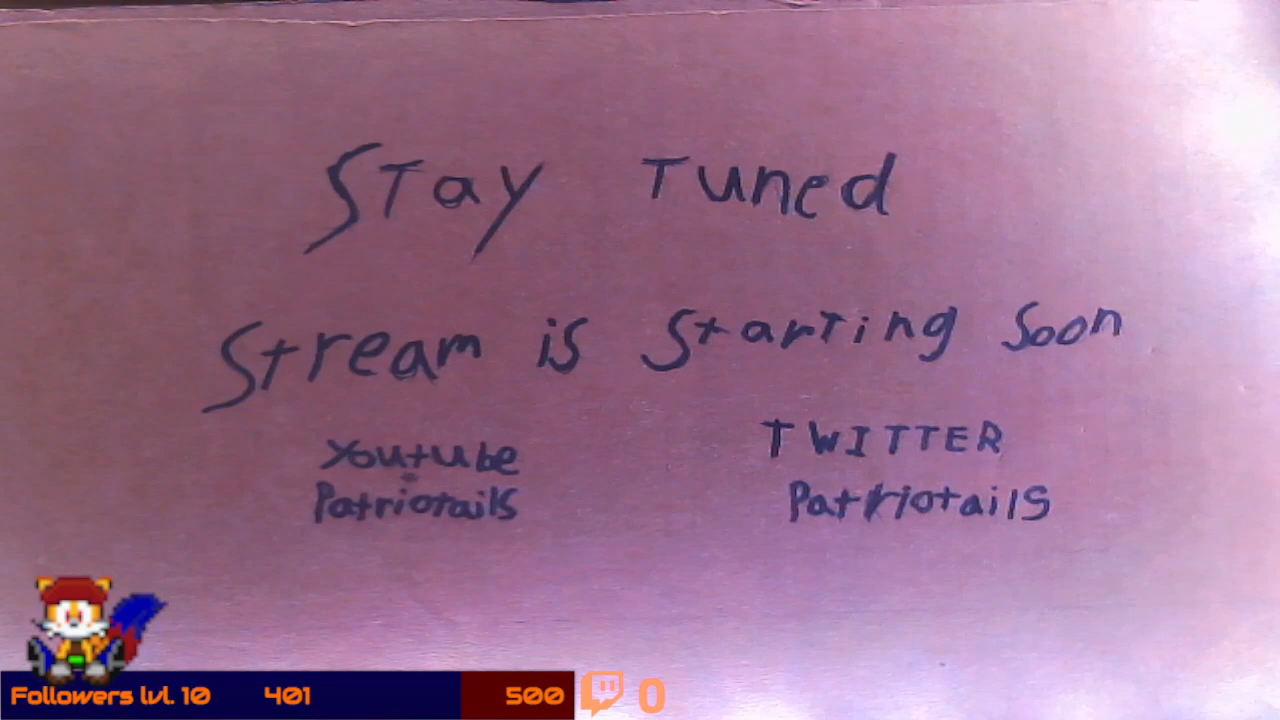 Stay Tuned
Stream is Starting Soon
Youtube
Patriotails
TWITTER
Patriotails
Followers lvl. 10 401 500 0